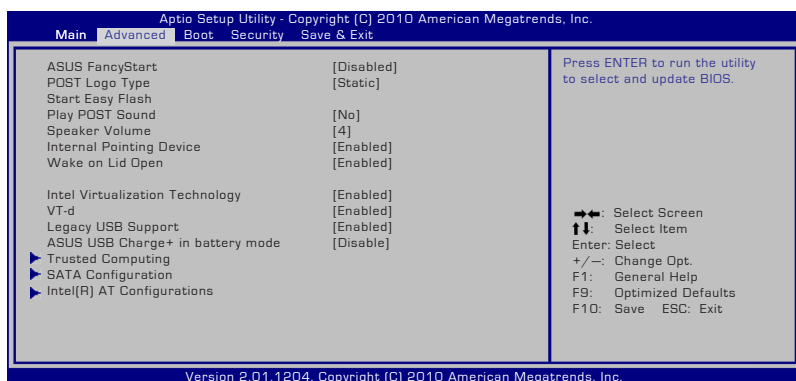 Aptio Setup Utility - Copyright (C) 2010 American Megatrends, Inc.
Main Advanced Boot Security Save & Exit
ASUS FancyStart [Disabled]
POST Logo Type [Static]
Start Easy Flash
Play POST Sound [No]
Speaker Volume [4]
Internal Pointing Device [Enabled]
Wake on Lid Open [Enabled]
Intel Virtualization Technology [Enabled]
VT-d [Enabled]
Legacy USB Support [Enabled]
ASUS USB Charge+ in battery mode [Disable]
Trusted Computing
SATA Configuration
Intel(R) AT Configurations
Press ENTER to run the utility
to select and update BIOS.
→←: Select Screen
↑↓: Select Item
Enter: Select
+/—: Change Opt.
F1: General Help
F9: Optimized Defaults
F10: Save ESC: Exit
Version 2.01.1204. Copyright (C) 2010 American Megatrends, Inc.